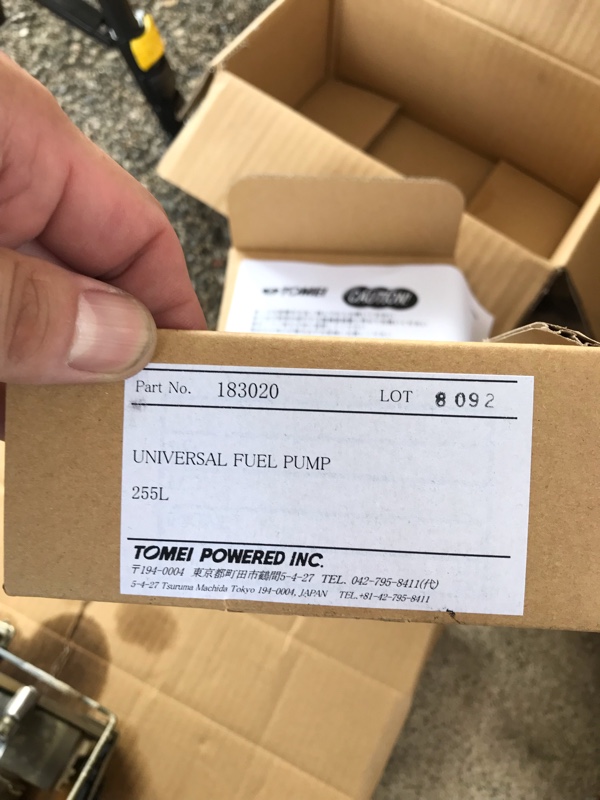 TOMEI CAUTION!
Part No. 183020 LOT 8 092
UNIVERSAL FUEL PUMP
255L
TOMEI POWERED INC.
〒194-0004 東京都町田市鶴間5-4-27 TEL. 042-795-8411(代)
5-4-27 Tsuruma Machida Tokyo 194-0004, JAPAN TEL.+81-42-795-8411